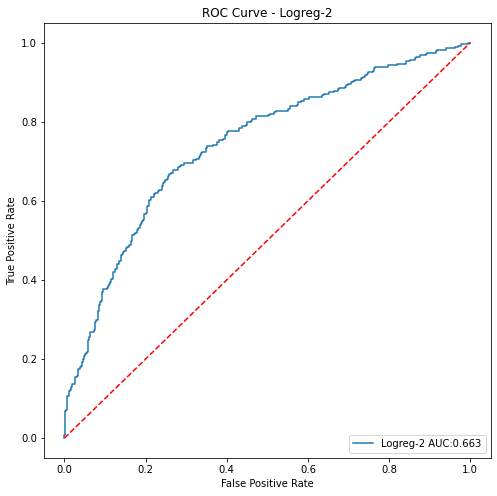 ROC Curve - Logreg-2
True Positive Rate
1.0
0.8
0.6
0.4
0.2
0.0
Logreg-2 AUC:0.663
0.0 0.2 0.4 0.6 0.8 1.0
False Positive Rate